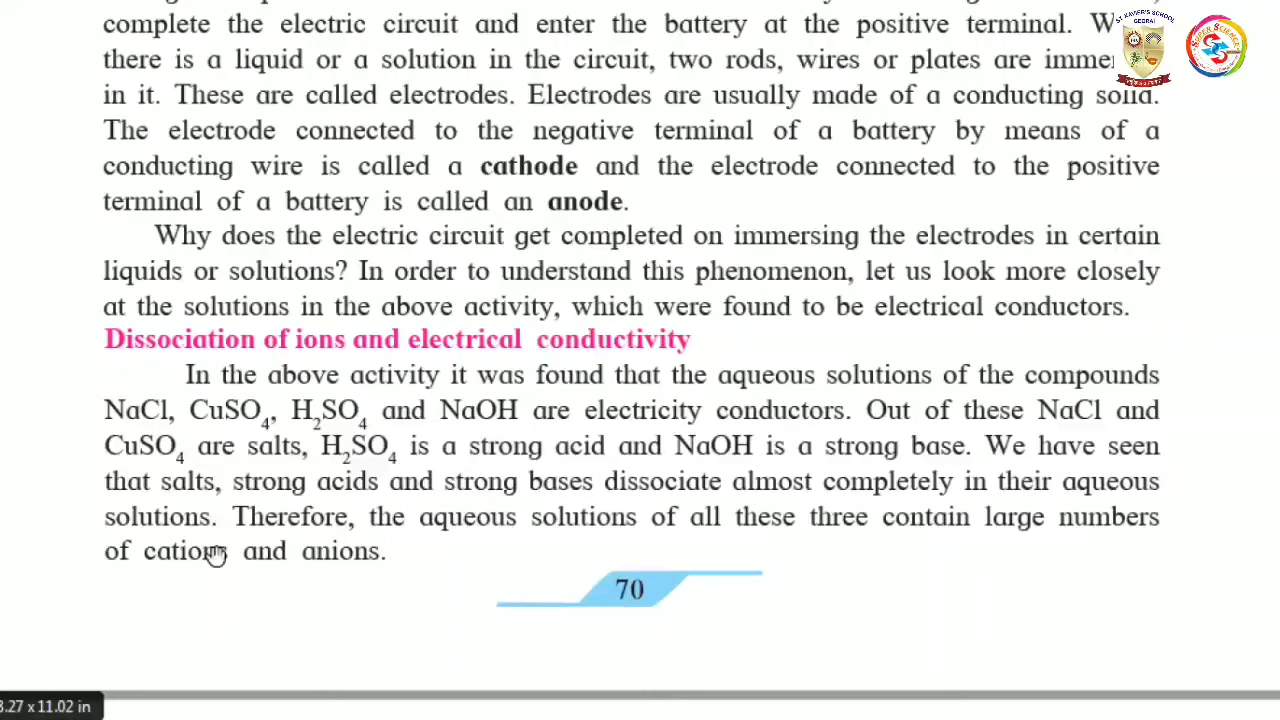 complete the electric circuit and enter the battery at the positive terminal.
there is a liquid or a solution in the circuit, two rods, wires or plates are
in it. These are called electrodes. Electrodes are usually made of a conducting solid.
The electrode connected to the negative terminal of a battery by means of a
conducting wire is called a cathode and the electrode connected to the positive
terminal of a battery is called an anode.
Why does the electric circuit get completed on immersing the electrodes in certain
liquids or solutions? In order to understand this phenomenon, let us look more closely
at the solutions in the above activity, which were found to be electrical conductors.
Dissociation of ions and electrical conductivity
In the above activity it was found that the aqueous solutions of the compounds
NaCl, CuSO₄, H₂SO₄ and NaOH are electricity conductors. Out of these NaCl and
CuSO₄ are salts, H₂SO₄ is a strong acid and NaOH is a strong base. We have seen
that salts, strong acids and strong bases dissociate almost completely in their aqueous
solutions. Therefore, the aqueous solutions of all these three contain large numbers
of cations and anions.
70
8.27 x 11.02 in
ST XAVIER'S SCHOOL
GEORAI
SUPER SCIENCE